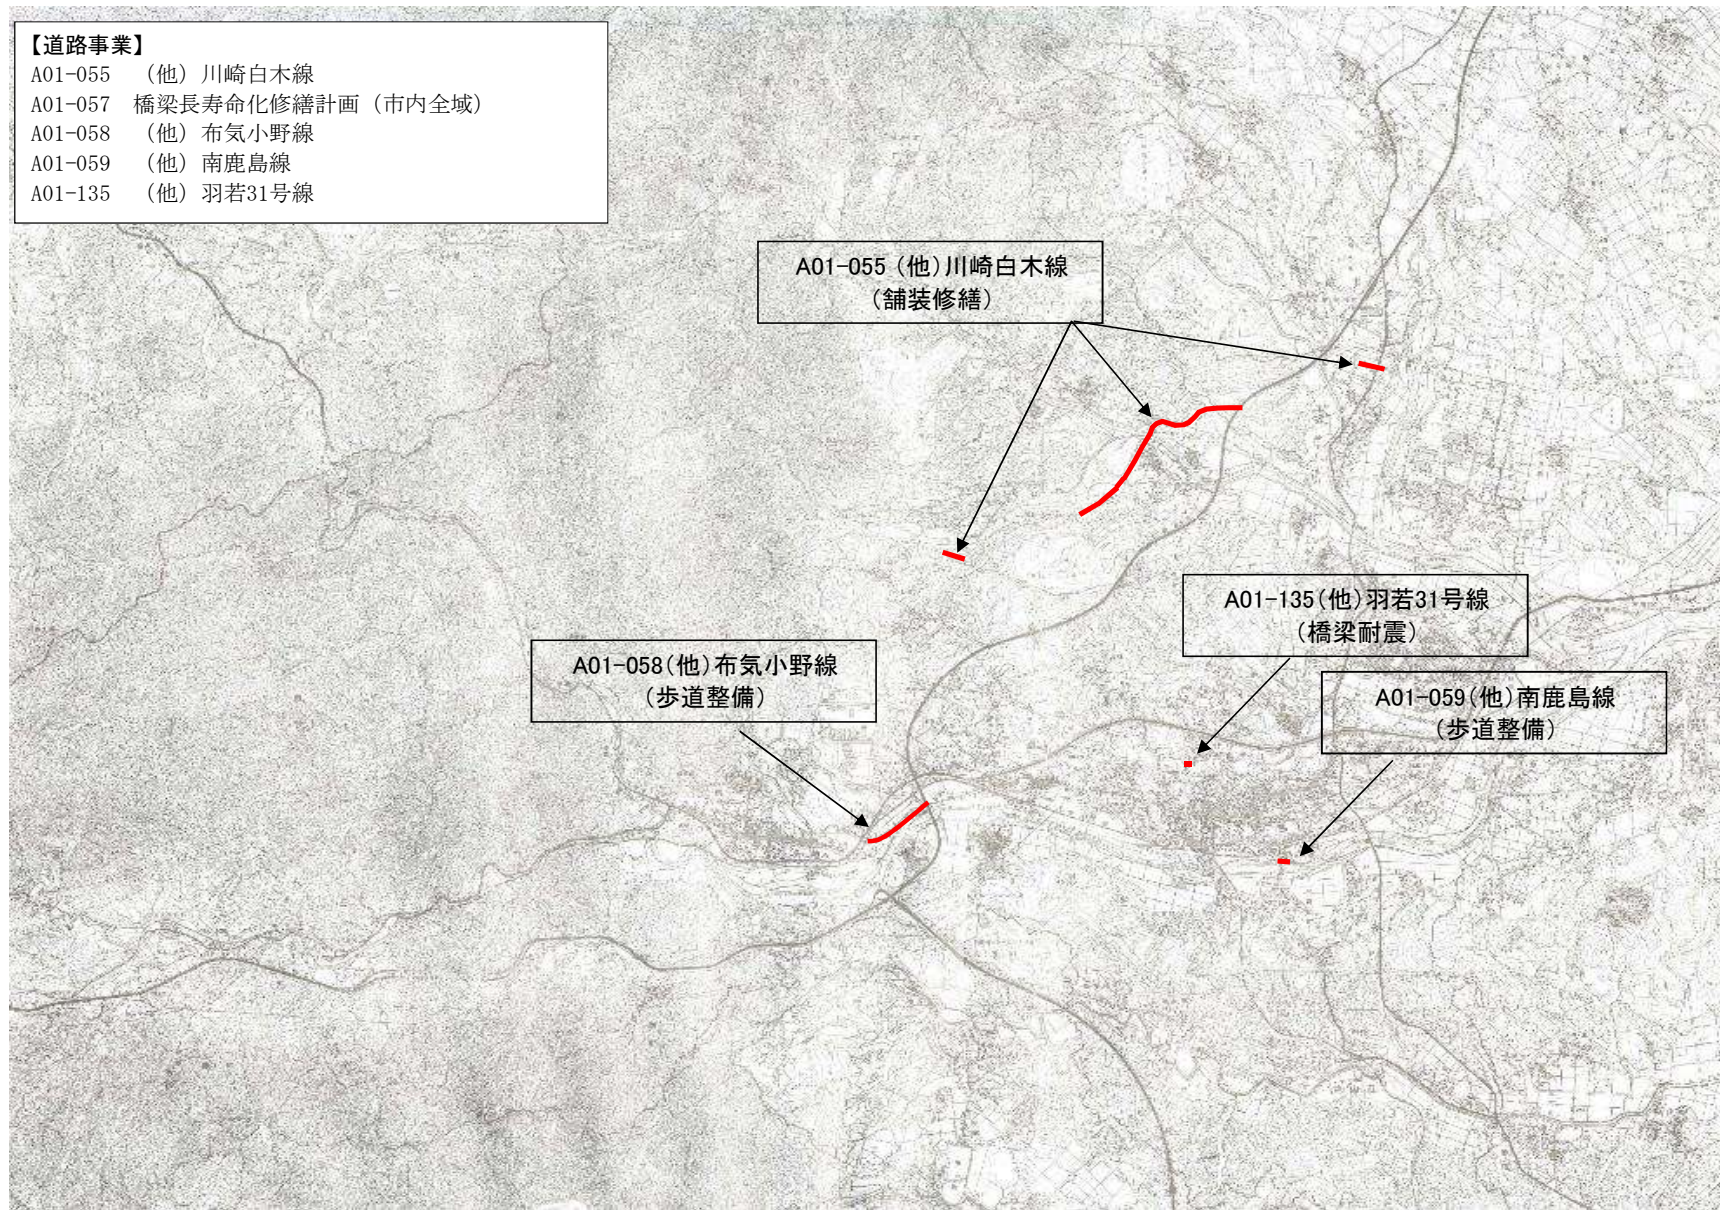 【道路事業】
A01-055 （他）川崎白木線
A01-057 橋梁長寿命化修繕計画（市内全域）
A01-058 （他）布気小野線
A01-059 （他）南鹿島線
A01-135 （他）羽若31号線
A01-055（他）川崎白木線
（舗装修繕）
A01-135（他）羽若31号線
（橋梁耐震）
A01-058（他）布気小野線
（歩道整備）
A01-059（他）南鹿島線
（歩道整備）